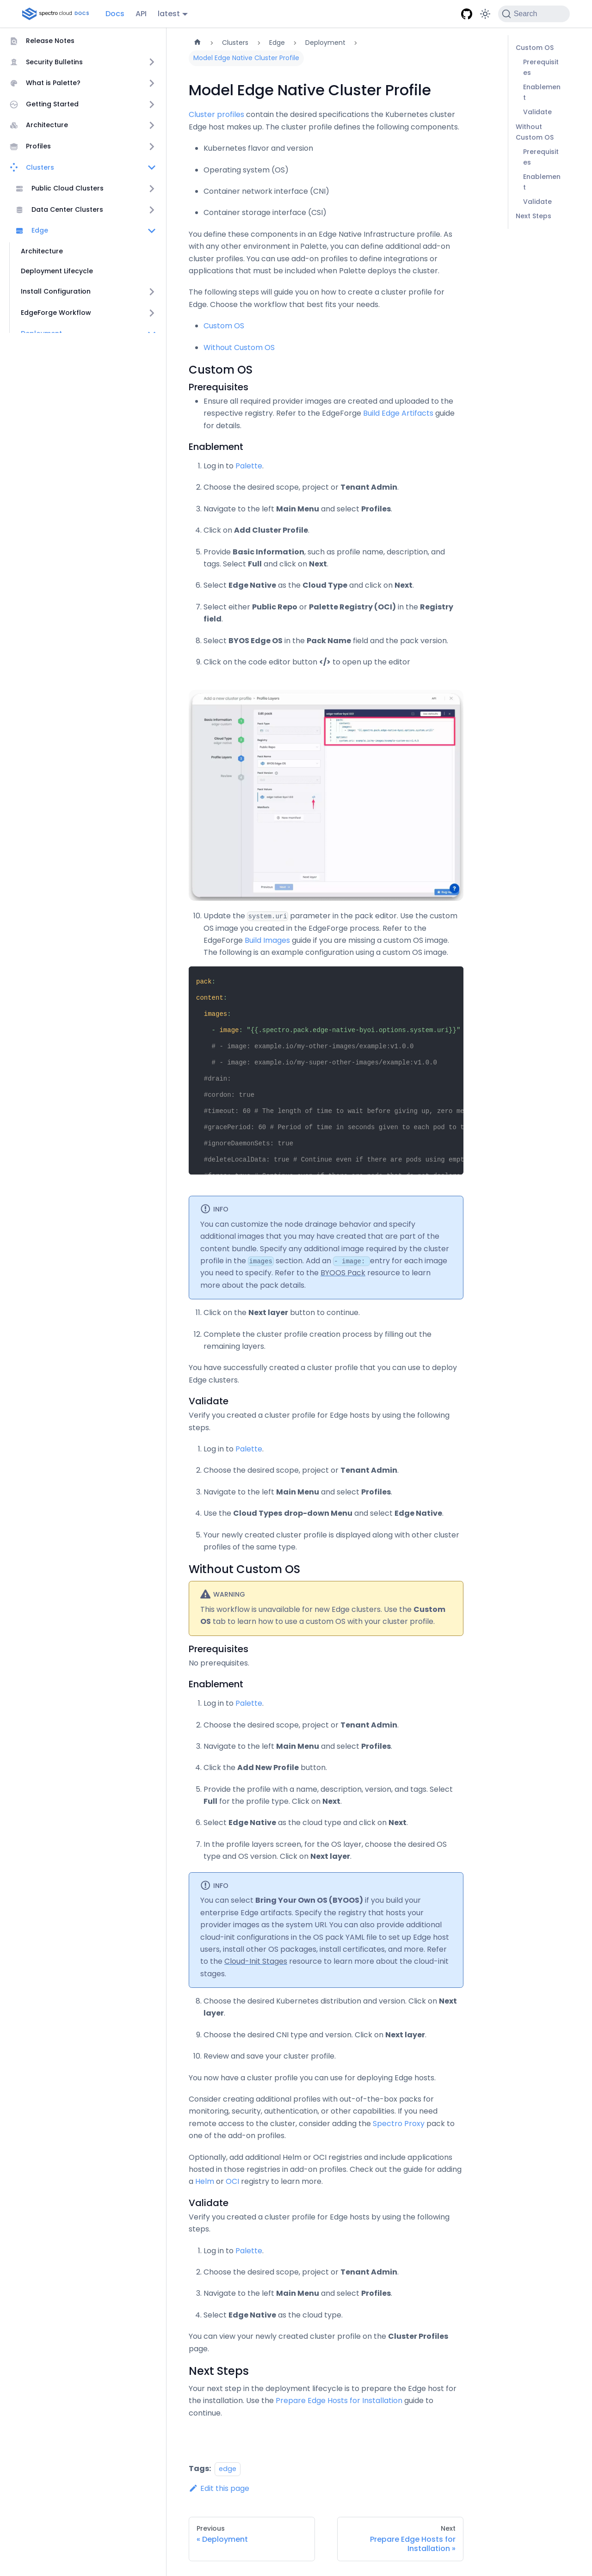 spectro cloud DOCS
Docs
API
latest
Search
Release Notes
Security Bulletins
What is Palette?
Getting Started
Architecture
Profiles
Clusters
Public Cloud Clusters
Data Center Clusters
Edge
Architecture
Deployment Lifecycle
Install Configuration
EdgeForge Workflow
Deployment
Clusters
Edge
Deployment
Model Edge Native Cluster Profile
Model Edge Native Cluster Profile
Cluster profiles contain the desired specifications the Kubernetes cluster
Edge host makes up. The cluster profile defines the following components.
Kubernetes flavor and version
Operating system (OS)
Container network interface (CNI)
Container storage interface (CSI)
You define these components in an Edge Native Infrastructure profile. As
with any other environment in Palette, you can define additional add-on
cluster profiles. You can use add-on profiles to define integrations or
applications that must be included when Palette deploys the cluster.
The following steps will guide you on how to create a cluster profile for
Edge. Choose the workflow that best fits your needs.
Custom OS
Without Custom OS
Custom OS
Prerequisites
Ensure all required provider images are created and uploaded to the
respective registry. Refer to the EdgeForge Build Edge Artifacts guide
for details.
Enablement
1. Log in to Palette.
2. Choose the desired scope, project or Tenant Admin.
3. Navigate to the left Main Menu and select Profiles.
4. Click on Add Cluster Profile.
5. Provide Basic Information, such as profile name, description, and
tags. Select Full and click on Next.
6. Select Edge Native as the Cloud Type and click on Next.
7. Select either Public Repo or Palette Registry (OCI) in the Registry
field.
8. Select BYOS Edge OS in the Pack Name field and the pack version.
9. Click on the code editor button </> to open up the editor
Add a new cluster profile
Profile Layers
Basic Information
Cloud Type
Profile Layers
Review
Edit pack
Registry
Public Repo
Pack Name
10. Update the system.uri parameter in the pack editor. Use the custom
OS image you created in the EdgeForge process. Refer to the
EdgeForge Build Images guide if you are missing a custom OS image.
The following is an example configuration using a custom OS image.
pack:
content:
images:
- image: "{{.spectro.pack.edge-native-byoi.options.system.uri}}"
# - image: example.io/my-other-images/example:v1.0.0
# - image: example.io/my-super-other-images/example:v1.0.0
#drain:
#cordon: true
#timeout: 60 # The length of time to wait before giving up, zero me
#gracePeriod: 60 # Period of time in seconds given to each pod to t
#ignoreDaemonSets: true
#deleteLocalData: true # Continue even if there are pods using empt
INFO
You can customize the node drainage behavior and specify
additional images that you may have created that are part of the
content bundle. Specify any additional image required by the cluster
profile in the images section. Add an - image: entry for each image
you need to specify. Refer to the BYOOS Pack resource to learn
more about the pack details.
11. Click on the Next layer button to continue.
12. Complete the cluster profile creation process by filling out the
remaining layers.
You have successfully created a cluster profile that you can use to deploy
Edge clusters.
Validate
Verify you created a cluster profile for Edge hosts by using the following
steps.
1. Log in to Palette.
2. Choose the desired scope, project or Tenant Admin.
3. Navigate to the left Main Menu and select Profiles.
4. Use the Cloud Types drop-down Menu and select Edge Native.
5. Your newly created cluster profile is displayed along with other cluster
profiles of the same type.
Without Custom OS
WARNING
This workflow is unavailable for new Edge clusters. Use the Custom
OS tab to learn how to use a custom OS with your cluster profile.
Prerequisites
No prerequisites.
Enablement
1. Log in to Palette.
2. Choose the desired scope, project or Tenant Admin.
3. Navigate to the left Main Menu and select Profiles.
4. Click the Add New Profile button.
5. Provide the profile with a name, description, version, and tags. Select
Full for the profile type. Click on Next.
6. Select Edge Native as the cloud type and click on Next.
7. In the profile layers screen, for the OS layer, choose the desired OS
type and OS version. Click on Next layer.
INFO
You can select Bring Your Own OS (BYOOS) if you build your
enterprise Edge artifacts. Specify the registry that hosts your
provider images as the system URI. You can also provide additional
cloud-init configurations in the OS pack YAML file to set up Edge host
users, install other OS packages, install certificates, and more. Refer
to the Cloud-Init Stages resource to learn more about the cloud-init
stages.
8. Choose the desired Kubernetes distribution and version. Click on Next
layer.
9. Choose the desired CNI type and version. Click on Next layer.
10. Review and save your cluster profile.
You now have a cluster profile you can use for deploying Edge hosts.
Consider creating additional profiles with out-of-the-box packs for
monitoring, security, authentication, or other capabilities. If you need
remote access to the cluster, consider adding the Spectro Proxy pack to
one of the add-on profiles.
Optionally, add additional Helm or OCI registries and include applications
hosted in those registries in add-on profiles. Check out the guide for adding
a Helm or OCI registry to learn more.
Validate
Verify you created a cluster profile for Edge hosts by using the following
steps.
1. Log in to Palette.
2. Choose the desired scope, project or Tenant Admin.
3. Navigate to the left Main Menu and select Profiles.
4. Select Edge Native as the cloud type.
You can view your newly created cluster profile on the Cluster Profiles
page.
Next Steps
Your next step in the deployment lifecycle is to prepare the Edge host for
the installation. Use the Prepare Edge Hosts for Installation guide to
continue.
Tags: edge
Edit this page
Previous
« Deployment
Next
Prepare Edge Hosts for
Installation »
Custom OS
Prerequisit
es
Enablemen
t
Validate
Without
Custom OS
Prerequisit
es
Enablemen
t
Validate
Next Steps